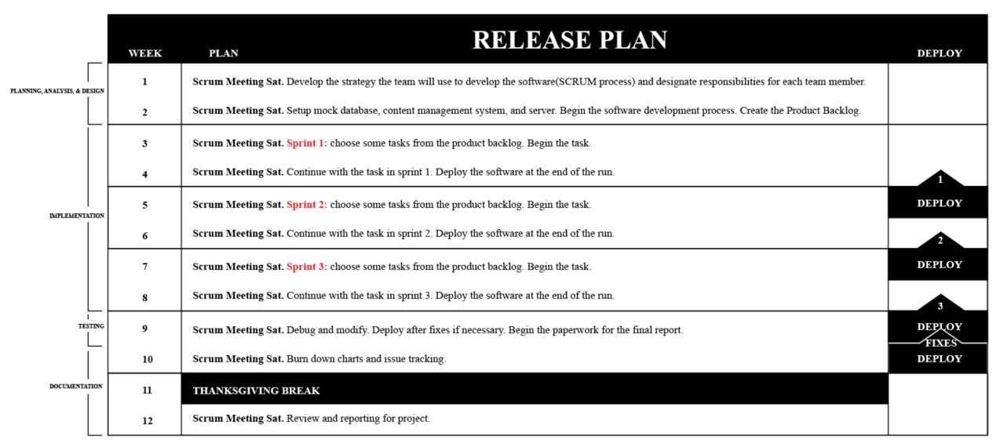 RELEASE PLAN
WEEK PLAN DEPLOY
PLANNING, ANALYSIS, & DESIGN
1 Scrum Meeting Sat. Develop the strategy the team will use to develop the software(SCRUM process) and designate responsibilities for each team member.
2 Scrum Meeting Sat. Setup mock database, content management system, and server. Begin the software development process. Create the Product Backlog.
IMPLEMENTATION
3 Scrum Meeting Sat. Sprint 1: choose some tasks from the product backlog. Begin the task.
4 Scrum Meeting Sat. Continue with the task in sprint 1. Deploy the software at the end of the run.
1
DEPLOY
5 Scrum Meeting Sat. Sprint 2: choose some tasks from the product backlog. Begin the task.
6 Scrum Meeting Sat. Continue with the task in sprint 2. Deploy the software at the end of the run.
2
DEPLOY
7 Scrum Meeting Sat. Sprint 3: choose some tasks from the product backlog. Begin the task.
8 Scrum Meeting Sat. Continue with the task in sprint 3. Deploy the software at the end of the run.
3
DEPLOY
TESTING
9 Scrum Meeting Sat. Debug and modify. Deploy after fixes if necessary. Begin the paperwork for the final report.
FIXES
DEPLOY
10 Scrum Meeting Sat. Burn down charts and issue tracking.
DOCUMENTATION
11 THANKSGIVING BREAK
12 Scrum Meeting Sat. Review and reporting for project.